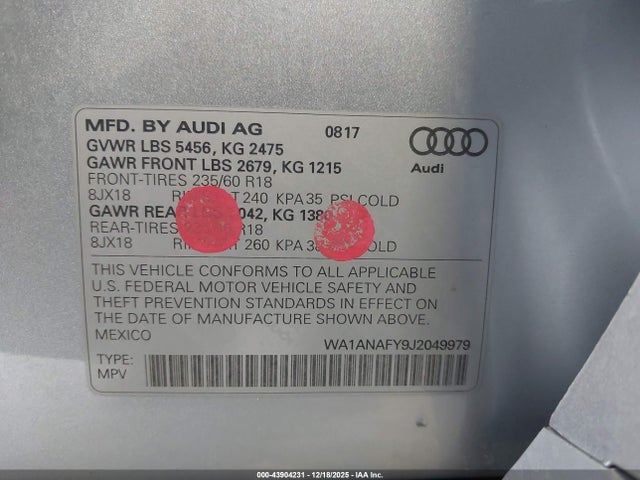 MFD. BY AUDI AG 0817
GVWR LBS 5456, KG 2475
GAWR FRONT LBS 2679, KG 1215
FRONT-TIRES 235/60 R18
8JX18 240 KPA 35 PSI COLD
GAWR KG
REAR-TIRES R18
8JX18 260 KPA COLD
Audi
THIS VEHICLE CONFORMS TO ALL APPLICABLE
U.S. FEDERAL MOTOR VEHICLE SAFETY AND
THEFT PREVENTION STANDARDS IN EFFECT ON
THE DATE OF MANUFACTURE SHOWN ABOVE.
MEXICO
WA1ANAFY9J2049979
TYPE:
MPV
000-43904231 - 12/18/2025 - IAA Inc.